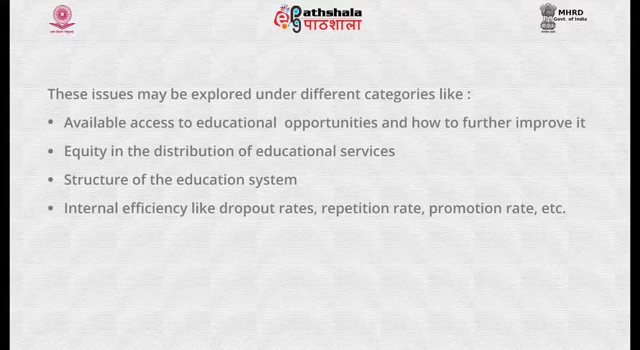 ePathshala
पाठशाला
MHRD
Govt. of India
These issues may be explored under different categories like :
• Available access to educational opportunities and how to further improve it
• Equity in the distribution of educational services
• Structure of the education system
• Internal efficiency like dropout rates, repetition rate, promotion rate, etc.